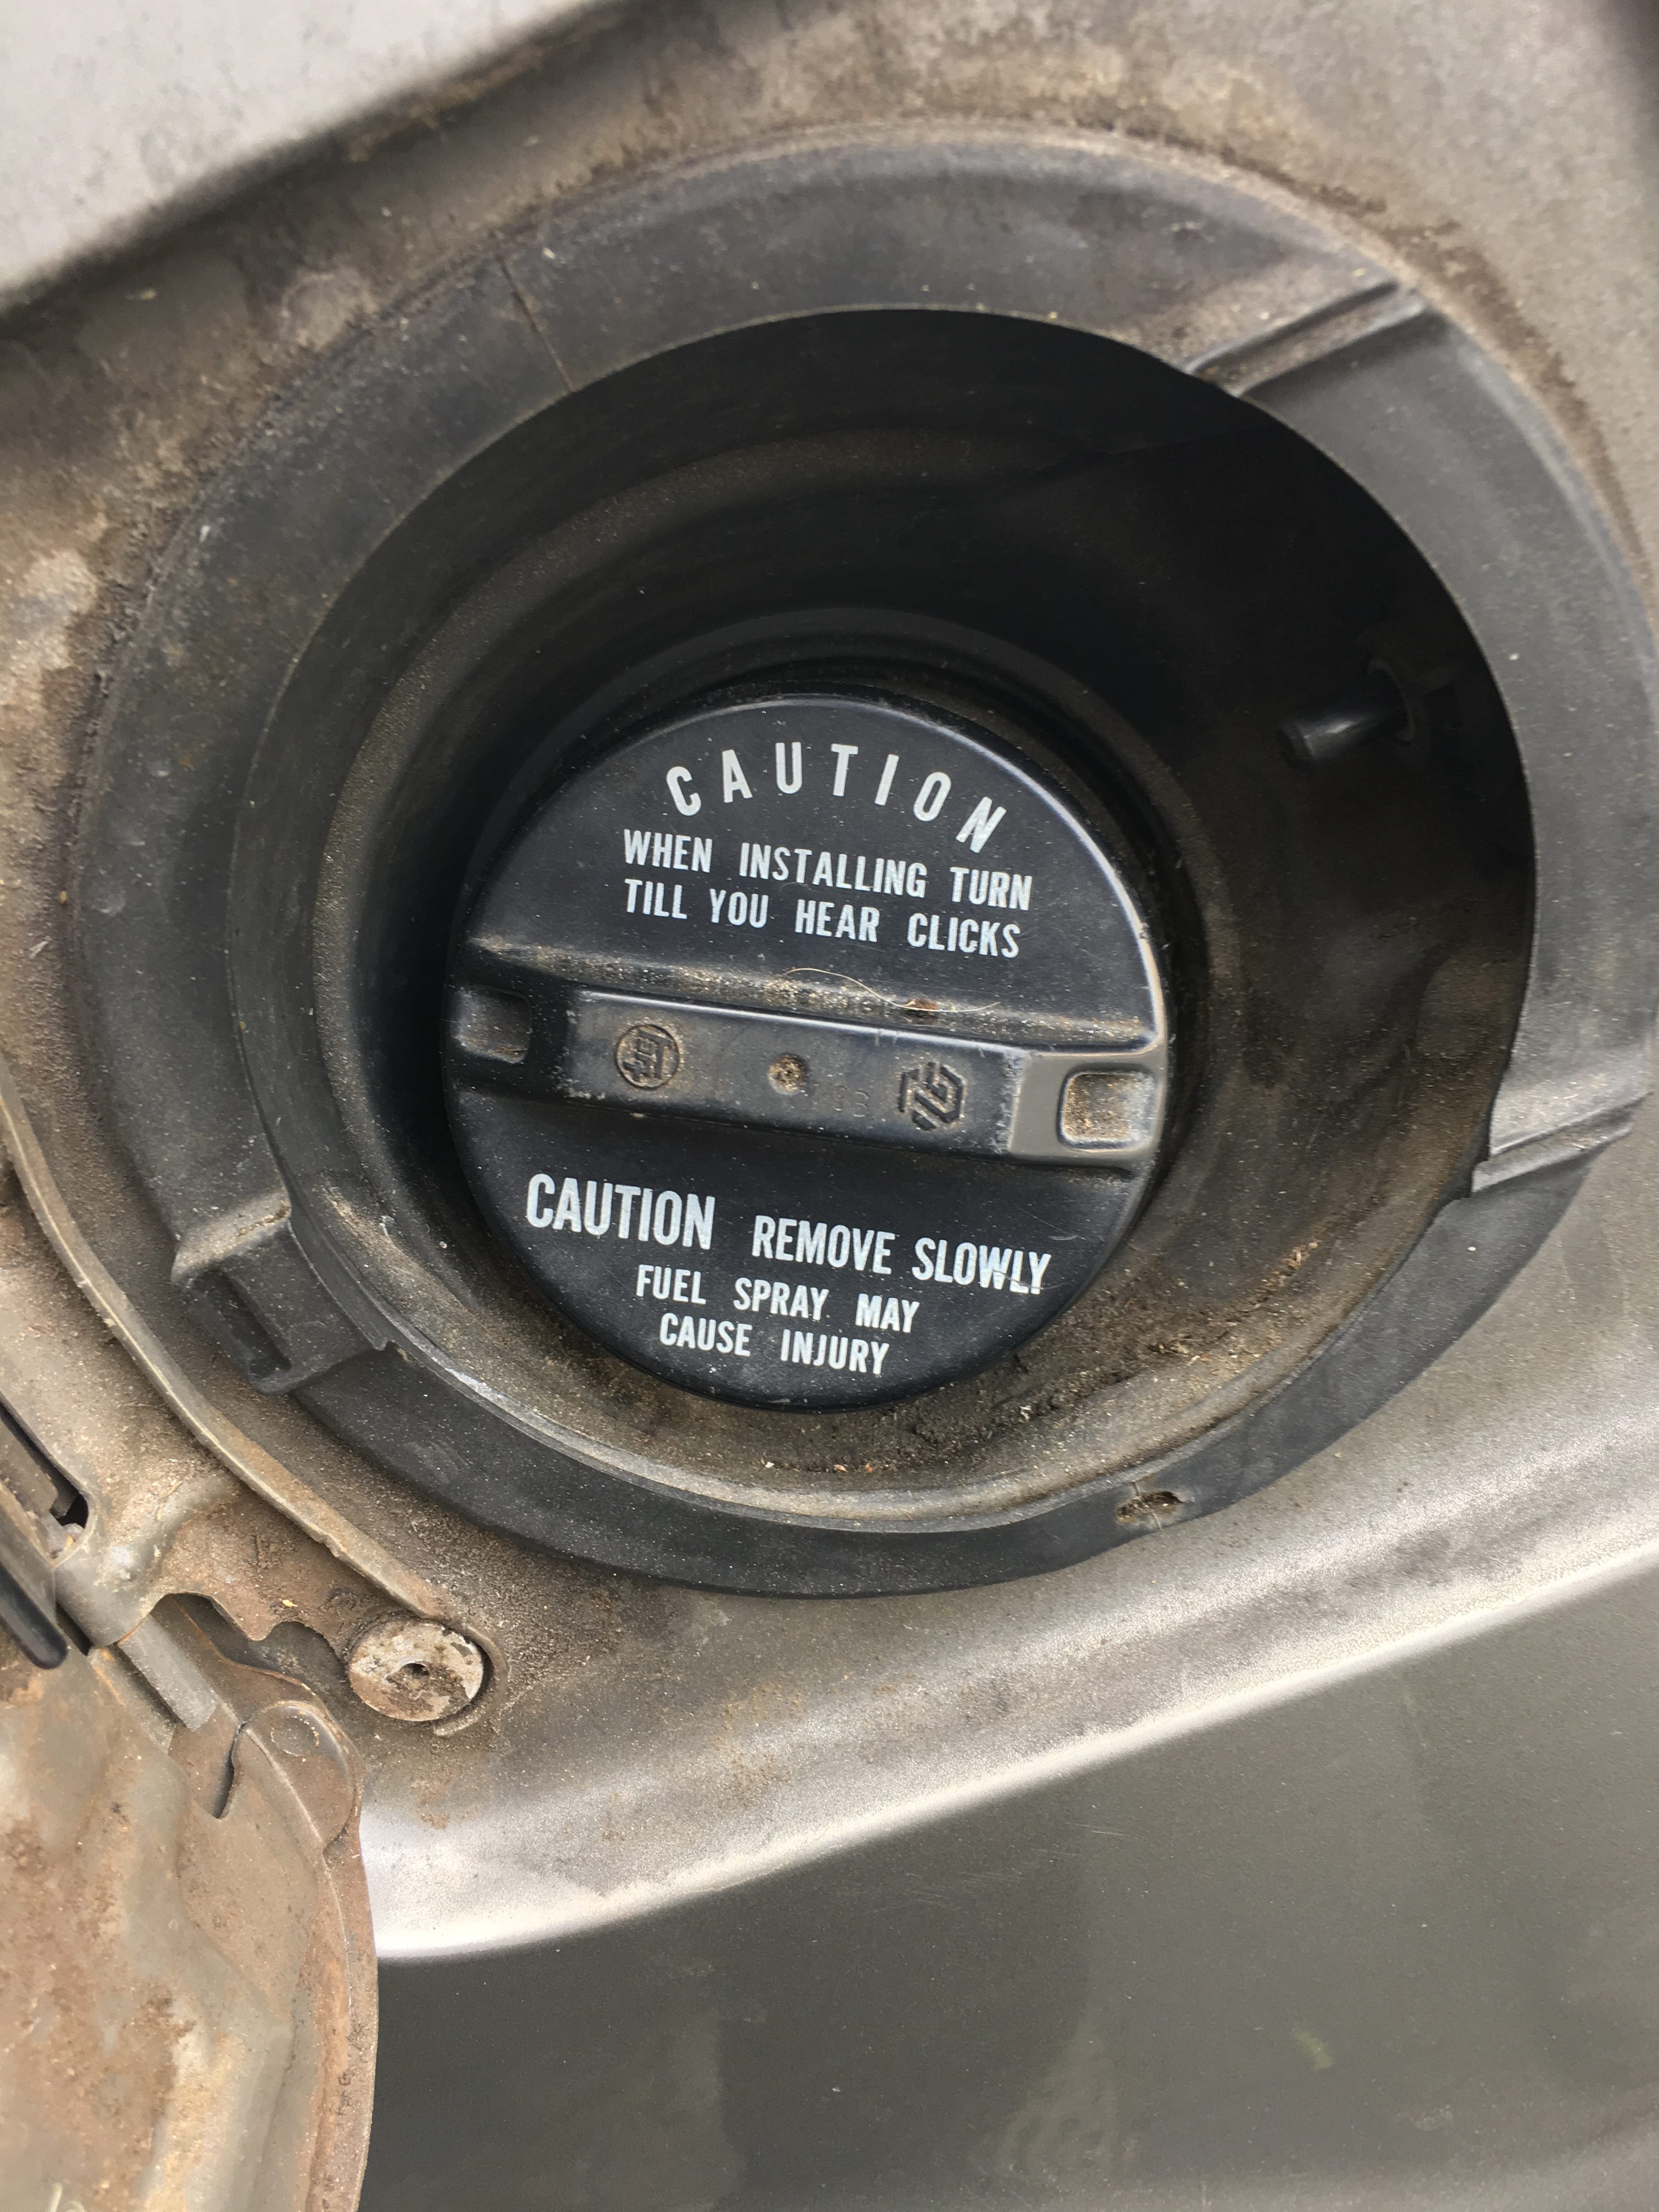 CAUTION
WHEN INSTALLING TURN
TILL YOU HEAR CLICKS
CAUTION REMOVE SLOWLY
FUEL SPRAY MAY
CAUSE INJURY